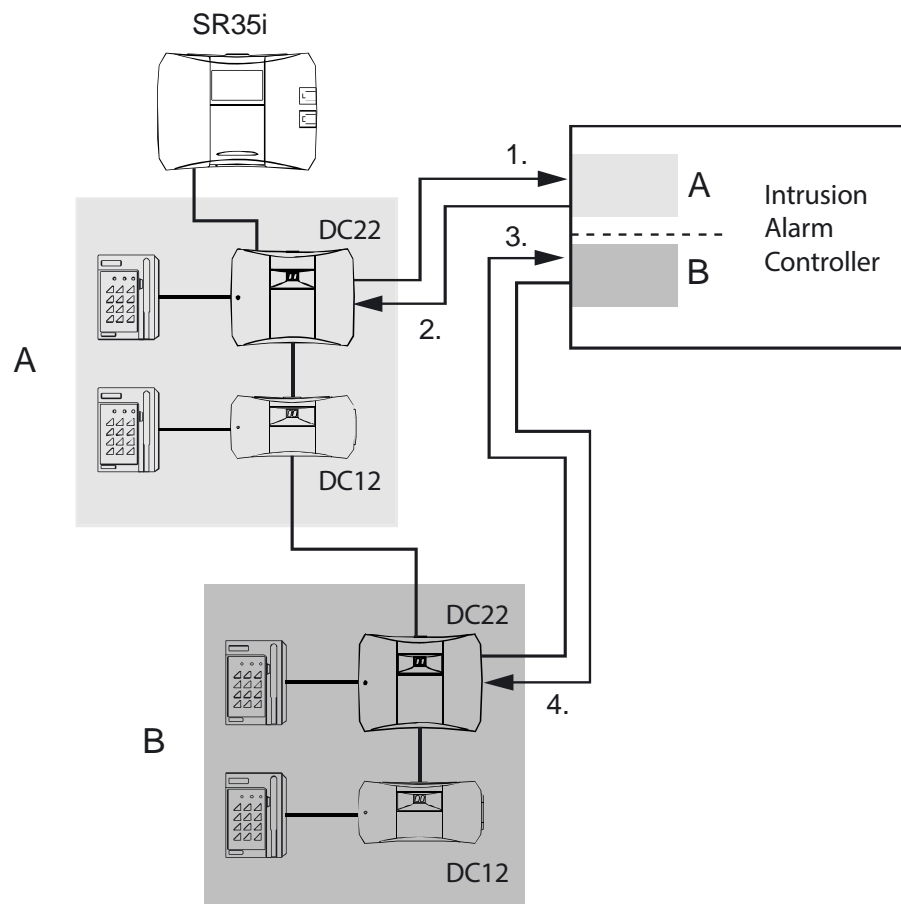 SR35i
1.
A
Intrusion
Alarm
Controller
DC22
3.
B
2.
A
DC12
DC22
4.
B
DC12